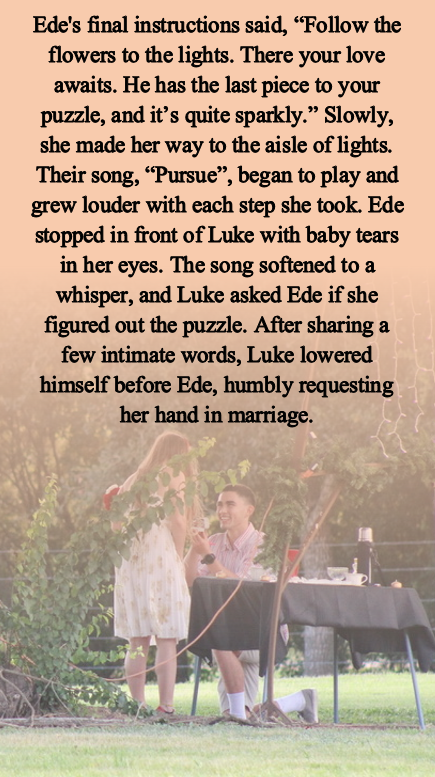 Ede's final instructions said, “Follow the
flowers to the lights. There your love
awaits. He has the last piece to your
puzzle, and it’s quite sparkly.” Slowly,
she made her way to the aisle of lights.
Their song, “Pursue”, began to play and
grew louder with each step she took. Ede
stopped in front of Luke with baby tears
in her eyes. The song softened to a
whisper, and Luke asked Ede if she
figured out the puzzle. After sharing a
few intimate words, Luke lowered
himself before Ede, humbly requesting
her hand in marriage.